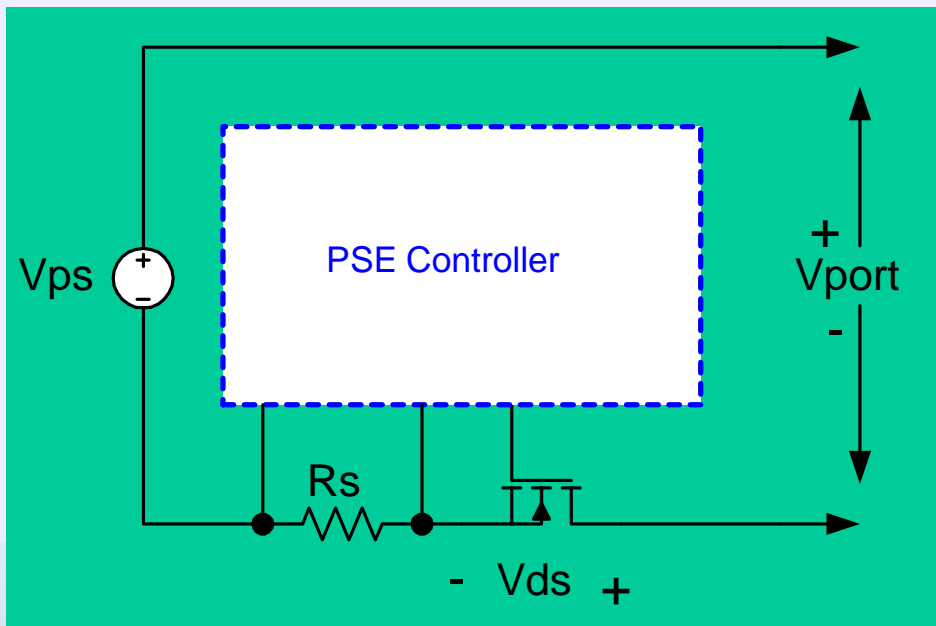 PSE Controller
Vps
+
-
+
Vport
-
Rs
- Vds +